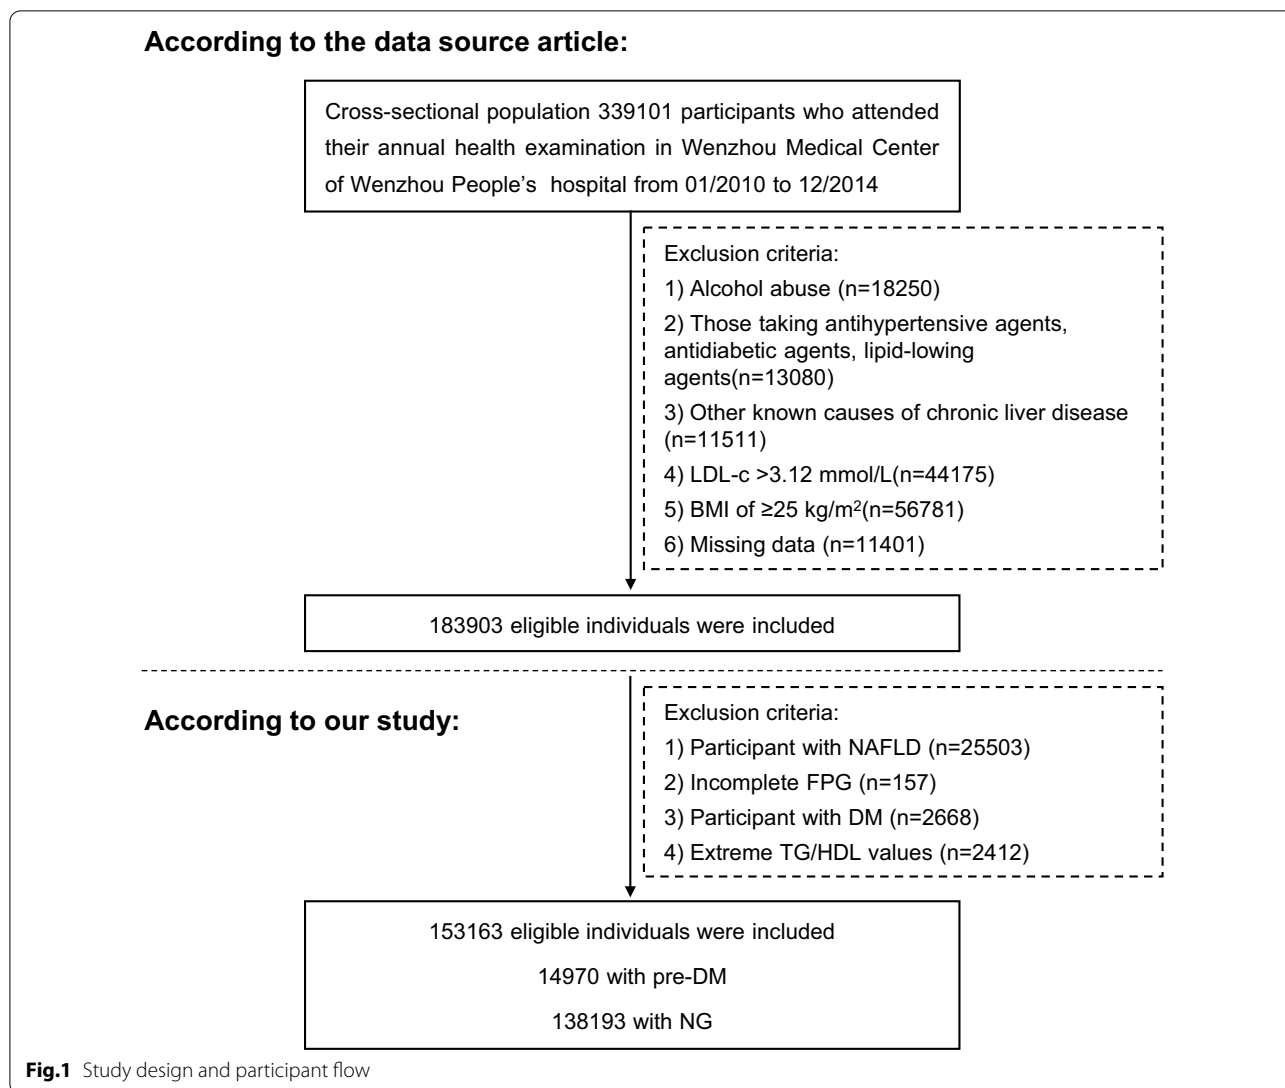 According to the data source article:
Cross-sectional population 339101 participants who attended
their annual health examination in Wenzhou Medical Center
of Wenzhou People's hospital from 01/2010 to 12/2014
Exclusion criteria:
1) Alcohol abuse (n=18250)
2) Those taking antihypertensive agents,
antidiabetic agents, lipid-lowing
agents(n=13080)
3) Other known causes of chronic liver disease
(n=11511)
4) LDL-c >3.12 mmol/L(n=44175)
5) BMI of ≥25 kg/m²(n=56781)
6) Missing data (n=11401)
183903 eligible individuals were included
According to our study:
Exclusion criteria:
1) Participant with NAFLD (n=25503)
2) Incomplete FPG (n=157)
3) Participant with DM (n=2668)
4) Extreme TG/HDL values (n=2412)
153163 eligible individuals were included
14970 with pre-DM
138193 with NG
Fig.1 Study design and participant flow